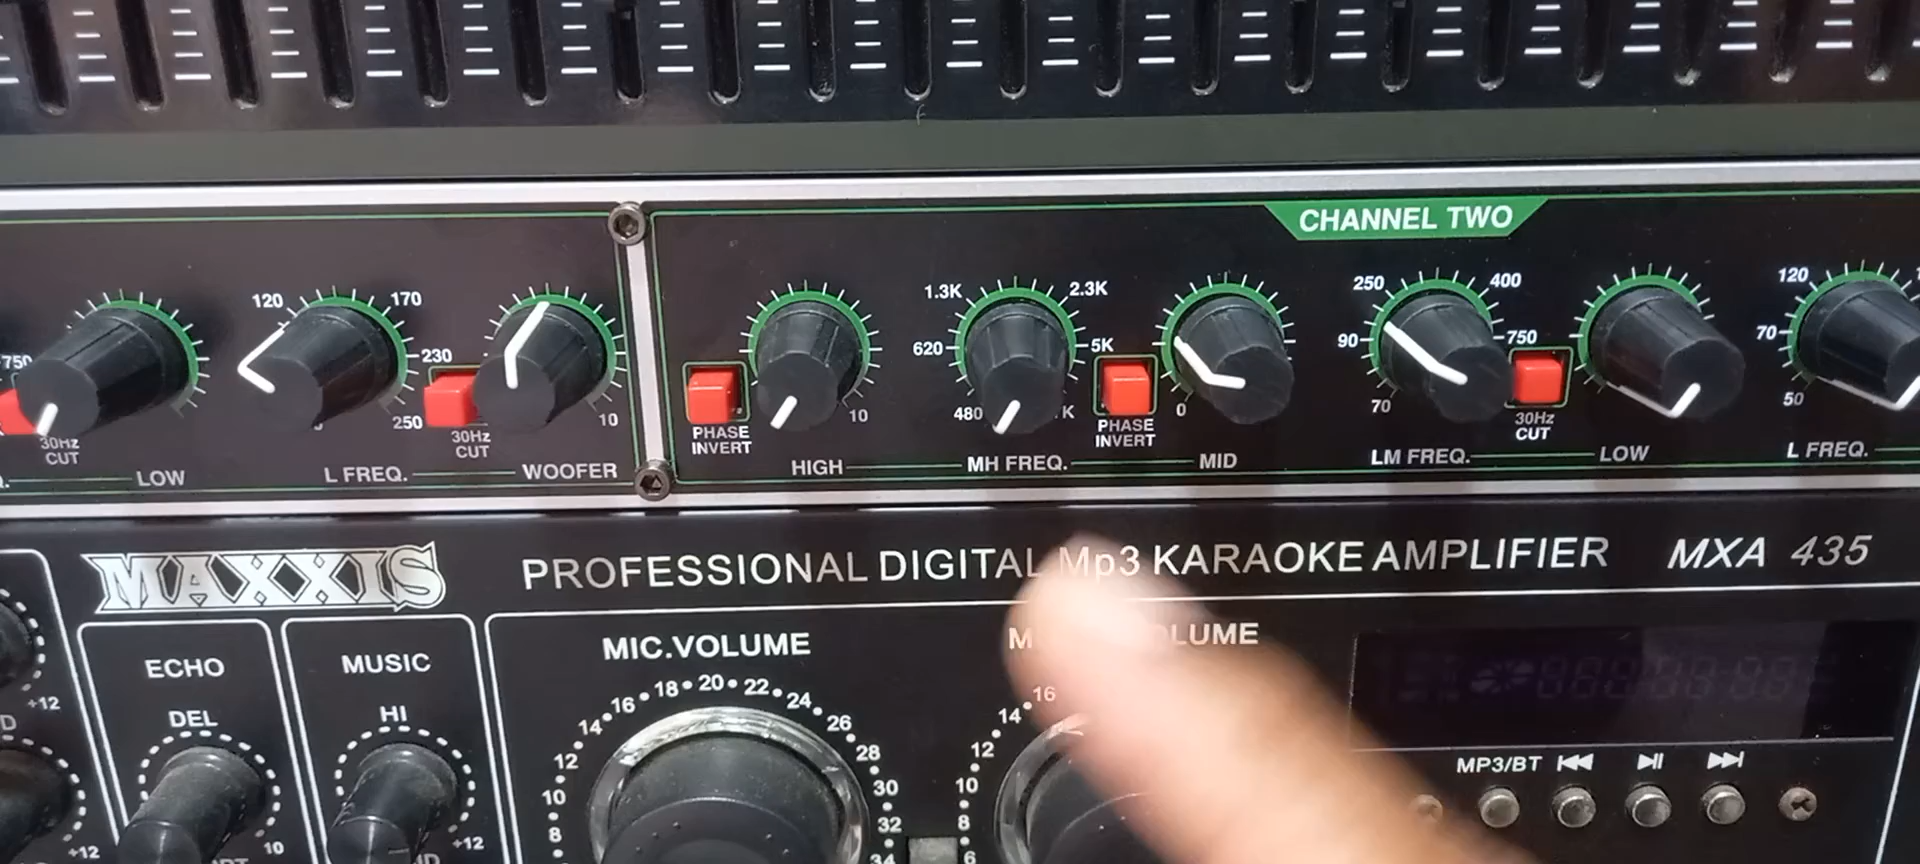 CHANNEL TWO
120 170
750 230
250 10
30Hz
CUT
30Hz
CUT
LOW L FREQ. WOOFER
1.3K 2.3K
620 5K
10 480 K
PHASE
INVERT
PHASE
INVERT
250 400
90 750
0 70
30Hz
CUT
120
70
50
HIGH MH FREQ. MID LM FREQ. LOW L FREQ.
MAXXIS PROFESSIONAL DIGITAL Mp3 KARAOKE AMPLIFIER MXA 435
ECHO
DEL
10
MUSIC
HI
+12
+12
+12
MIC.VOLUME
6 8 10 12 14 16 18 20 22 24 26 28 30 32 34
VOLUME
6 8 10 12 14 16
MP3/BT